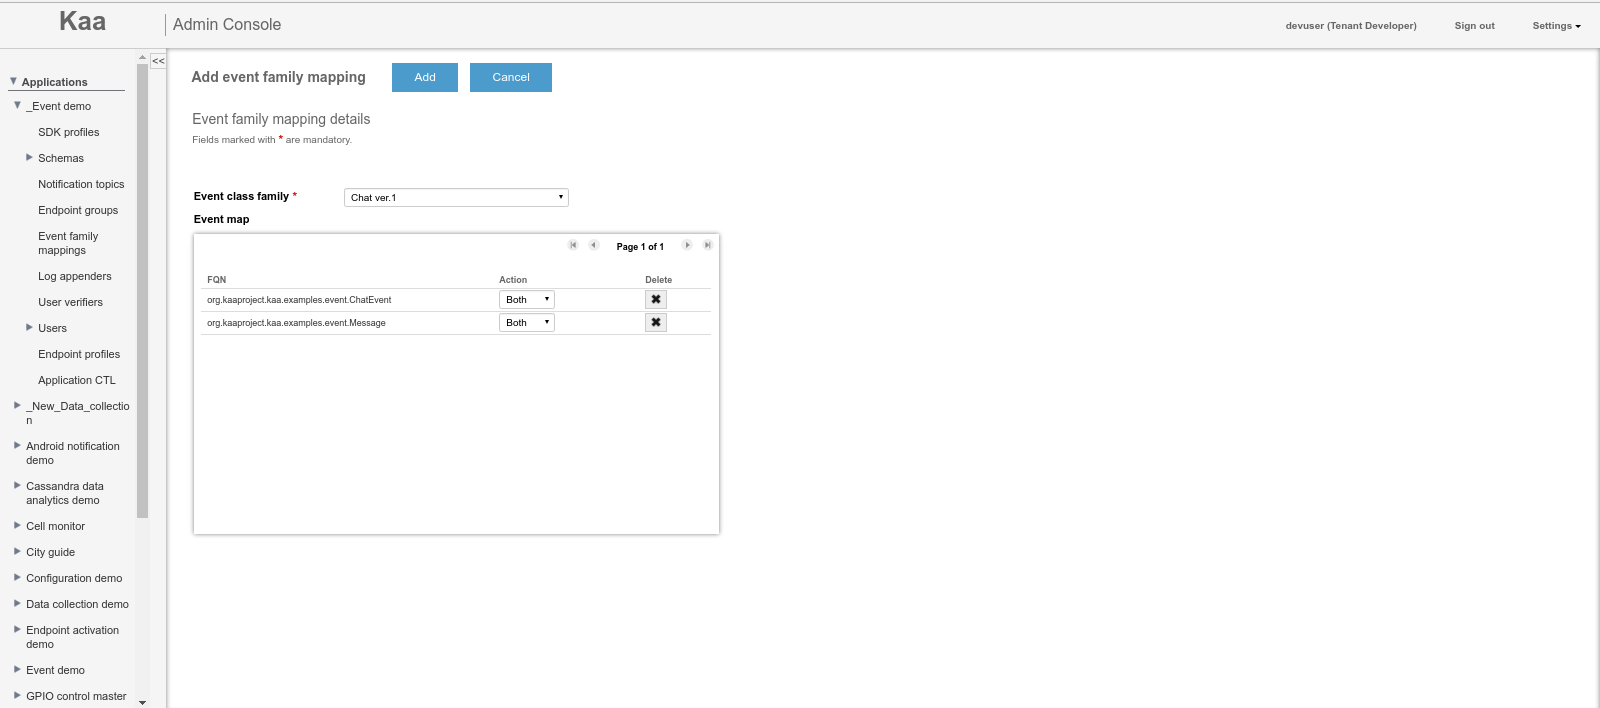 Kaa
Admin Console
devuser (Tenant Developer)
Sign out
Settings
<<
Applications
_Event demo
SDK profiles
Schemas
Notification topics
Endpoint groups
Event family
mappings
Log appenders
User verifiers
Users
Endpoint profiles
Application CTL
_New_Data_collectio
n
Android notification
demo
Cassandra data
analytics demo
Cell monitor
City guide
Configuration demo
Data collection demo
Endpoint activation
demo
Event demo
GPIO control master
Add event family mapping
Add
Cancel
Event family mapping details
Fields marked with * are mandatory.
Event class family *
Chat ver.1
Event map
Page 1 of 1
FQN Action Delete
org.kaaproject.kaa.examples.event.ChatEvent Both
org.kaaproject.kaa.examples.event.Message Both